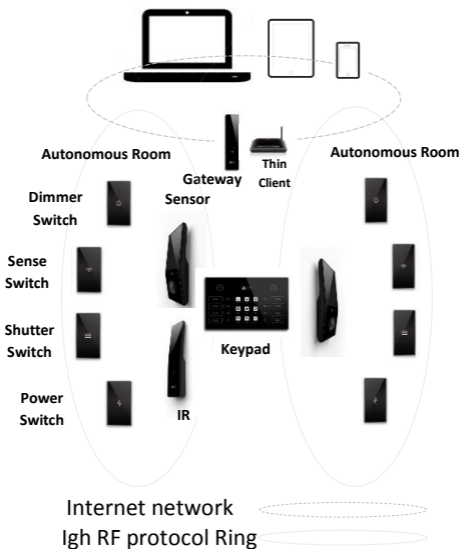 Autonomous Room
Autonomous Room
Gateway
Thin
Client
Dimmer
Switch
Sensor
Sense
Switch
Shutter
Switch
Keypad
Power
Switch
IR
Internet network
Igh RF protocol Ring